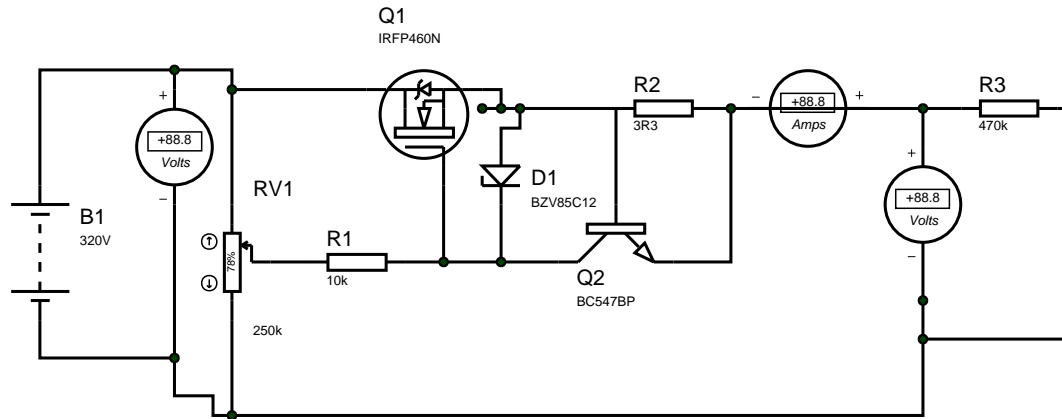 Q1
IRFP460N
+
+88.8
Volts
−
B1
320V
RV1
78%
250k
R1
10k
D1
BZV85C12
Q2
BC547BP
R2
3R3
−
+88.8
Amps
+
R3
470k
+
+88.8
Volts
−